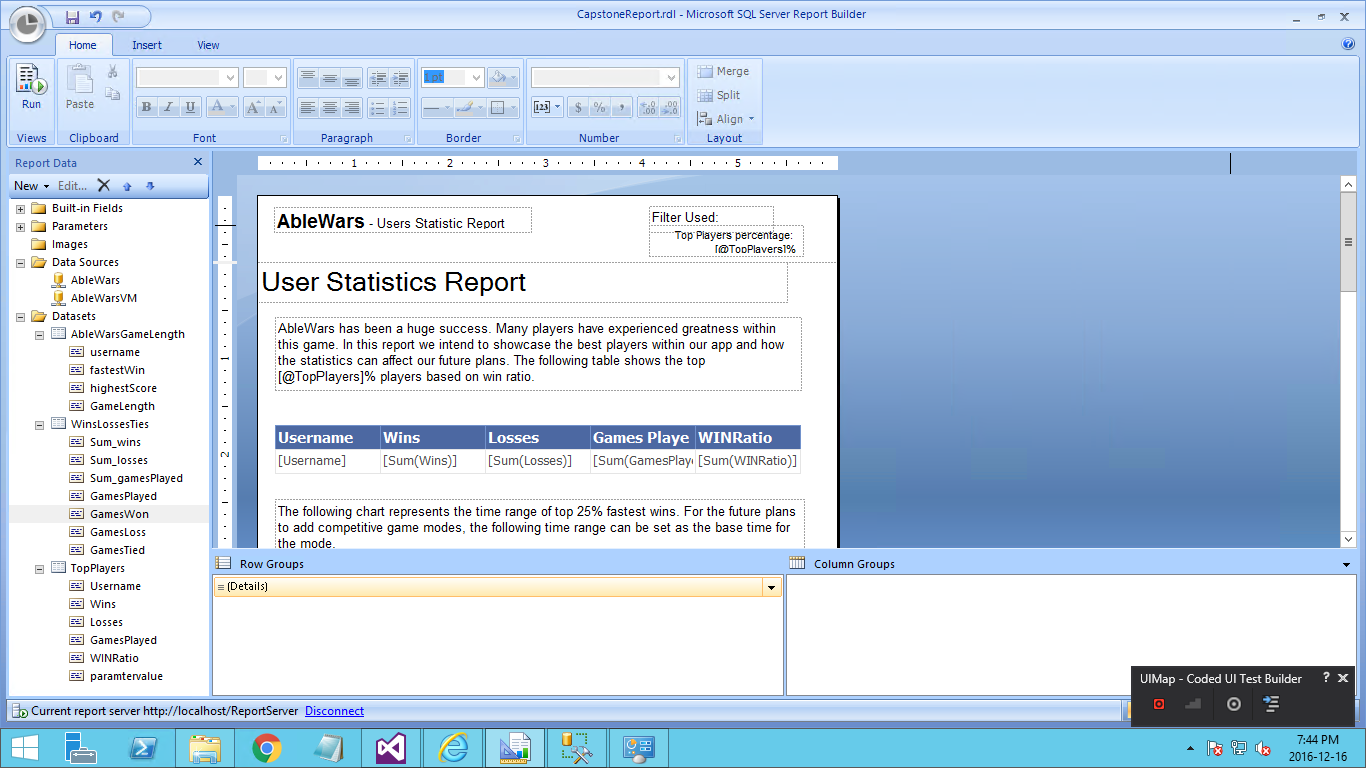 CapstoneReport.rdl - Microsoft SQL Server Report Builder
Home Insert View
Run
Paste
1pt
Merge
Split
Align
Views Clipboard Font Paragraph Border Number Layout
Report Data
New Edit...
Built-in Fields
Parameters
Images
Data Sources
AbleWars
AbleWarsVM
Datasets
AbleWarsGameLength
username
fastestWin
highestScore
GameLength
WinsLossesTies
Sum_wins
Sum_losses
Sum_gamesPlayed
GamesPlayed
GamesWon
GamesLoss
GamesTied
TopPlayers
Username
Wins
Losses
GamesPlayed
WINRatio
paramtervalue
1 2 3 4 5
1
2
AbleWars - Users Statistic Report
Filter Used:
Top Players percentage:
[@TopPlayers]%
User Statistics Report
AbleWars has been a huge success. Many players have experienced greatness within
this game. In this report we intend to showcase the best players within our app and how
the statistics can affect our future plans. The following table shows the top
[@TopPlayers]% players based on win ratio.
Username Wins Losses Games Playe WINRatio
[Username] [Sum(Wins)] [Sum(Losses)] [Sum(GamesPlaye [Sum(WINRatio)]
The following chart represents the time range of top 25% fastest wins. For the future plans
to add competitive game modes, the following time range can be set as the base time for
the mode.
Row Groups
Column Groups
(Details)
UIMap - Coded UI Test Builder
Current report server http://localhost/ReportServer Disconnect
7:44 PM
2016-12-16